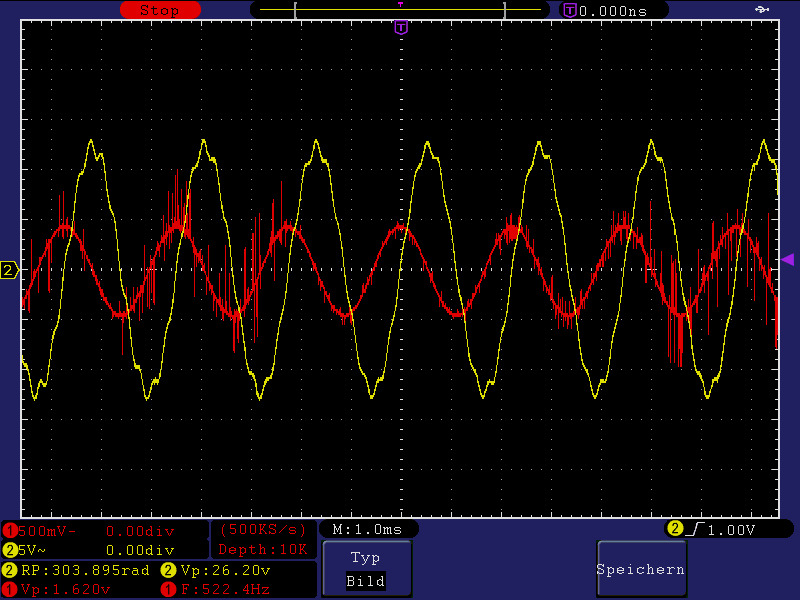 Stop T T 0.000ns
T
2
1 500mV- 0.00div (500KS/s) M:1.0ms 2 1.00V
2 5V~ 0.00div Depth:10K
2 RP:303.895rad 2 Vp:26.20v Typ Speichern
1 Vp:1.620v 1 F:522.4Hz Bild